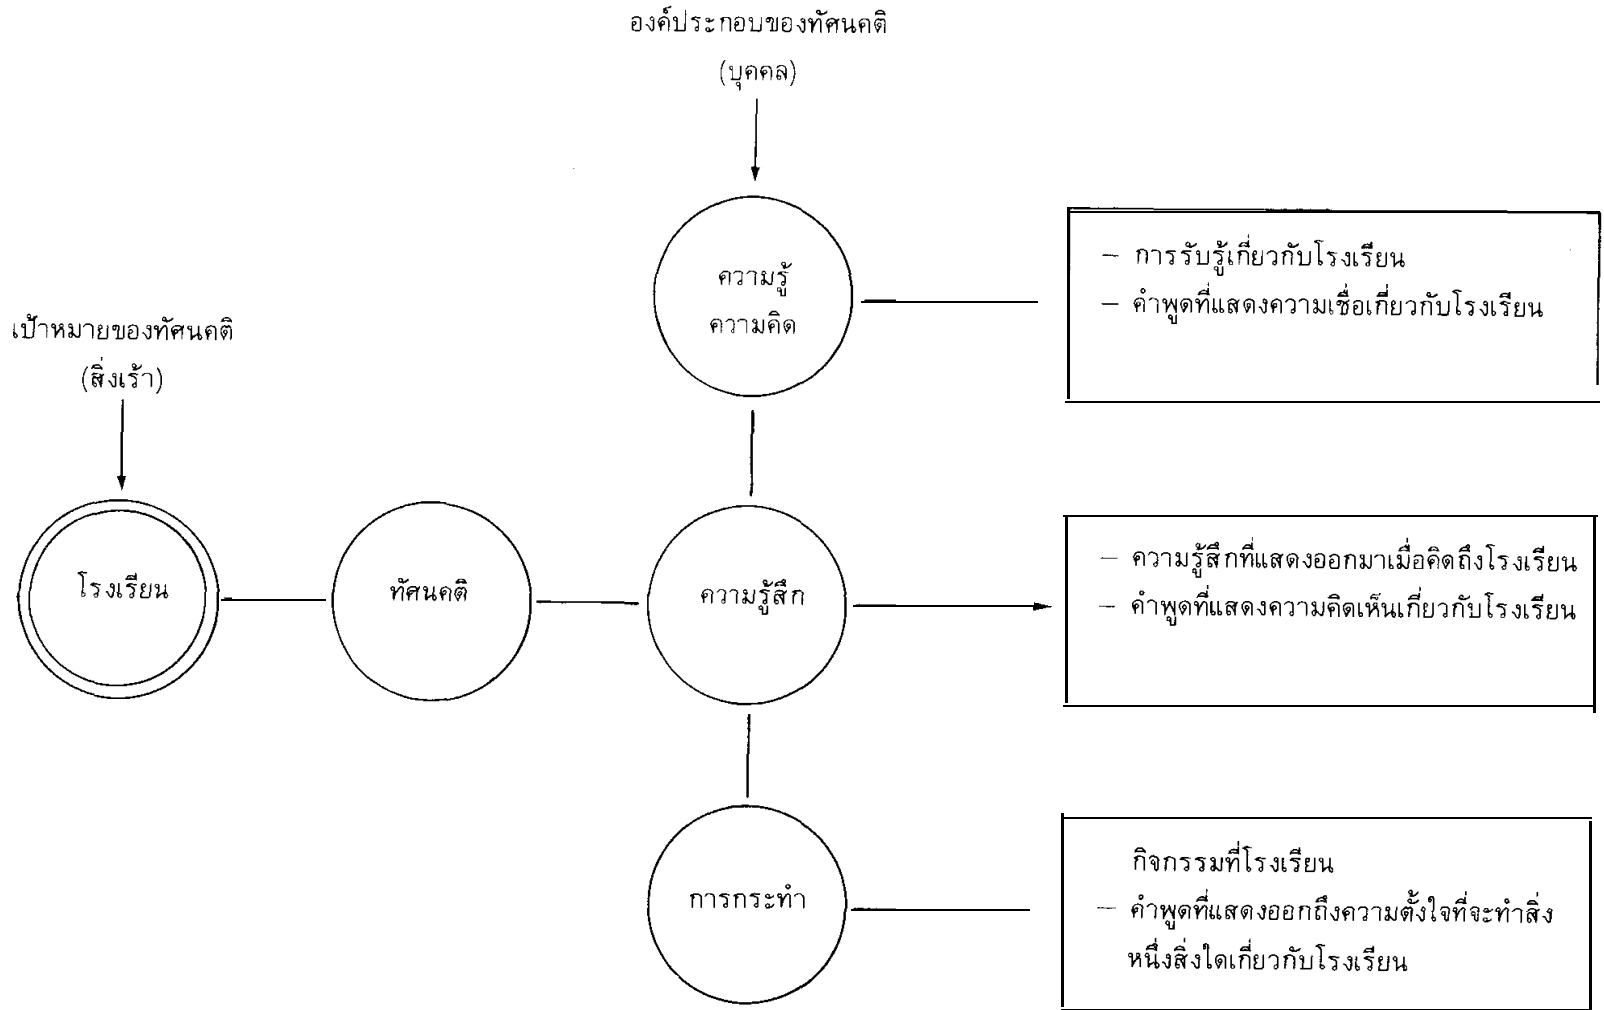 องค์ประกอบของทัศนคติ
(บุคคล)
ความรู้
ความคิด
– การรับรู้เกี่ยวกับโรงเรียน
– คำพูดที่แสดงความเชื่อเกี่ยวกับโรงเรียน
เป้าหมายของทัศนคติ
(สิ่งเร้า)
โรงเรียน
ทัศนคติ
ความรู้สึก
– ความรู้สึกที่แสดงออกมาเมื่อคิดถึงโรงเรียน
– คำพูดที่แสดงความคิดเห็นเกี่ยวกับโรงเรียน
การกระทำ
กิจกรรมที่โรงเรียน
– คำพูดที่แสดงออกถึงความตั้งใจที่จะทำสิ่ง
หนึ่งสิ่งใดเกี่ยวกับโรงเรียน